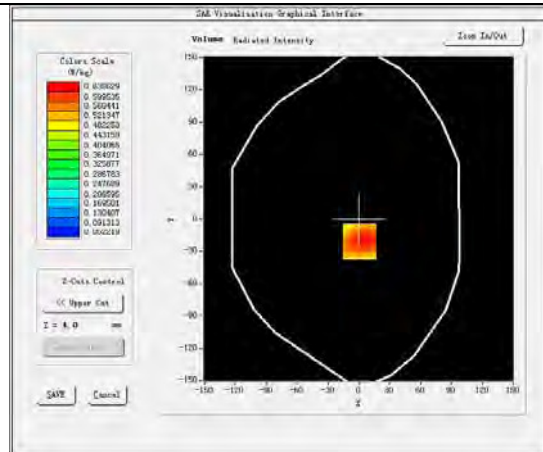 SAR Visualisation Graphical Interface
Volume Radiated Intensity
Zoom In/Out
Colors Scale
(W/kg)
0.638629
0.599535
0.560441
0.521347
0.482253
0.443159
0.404065
0.364971
0.325877
0.286783
0.247689
0.208595
0.169501
0.130407
0.091313
0.052219
150
120
90
60
30
0
-30
-60
-90
-120
-150
Y
-150 -120 -90 -60 -30 0 30 60 90 120 150
X
Z-Cuts Control
<< Upper Cut
Z = 4.0 mm
SAVE
Cancel